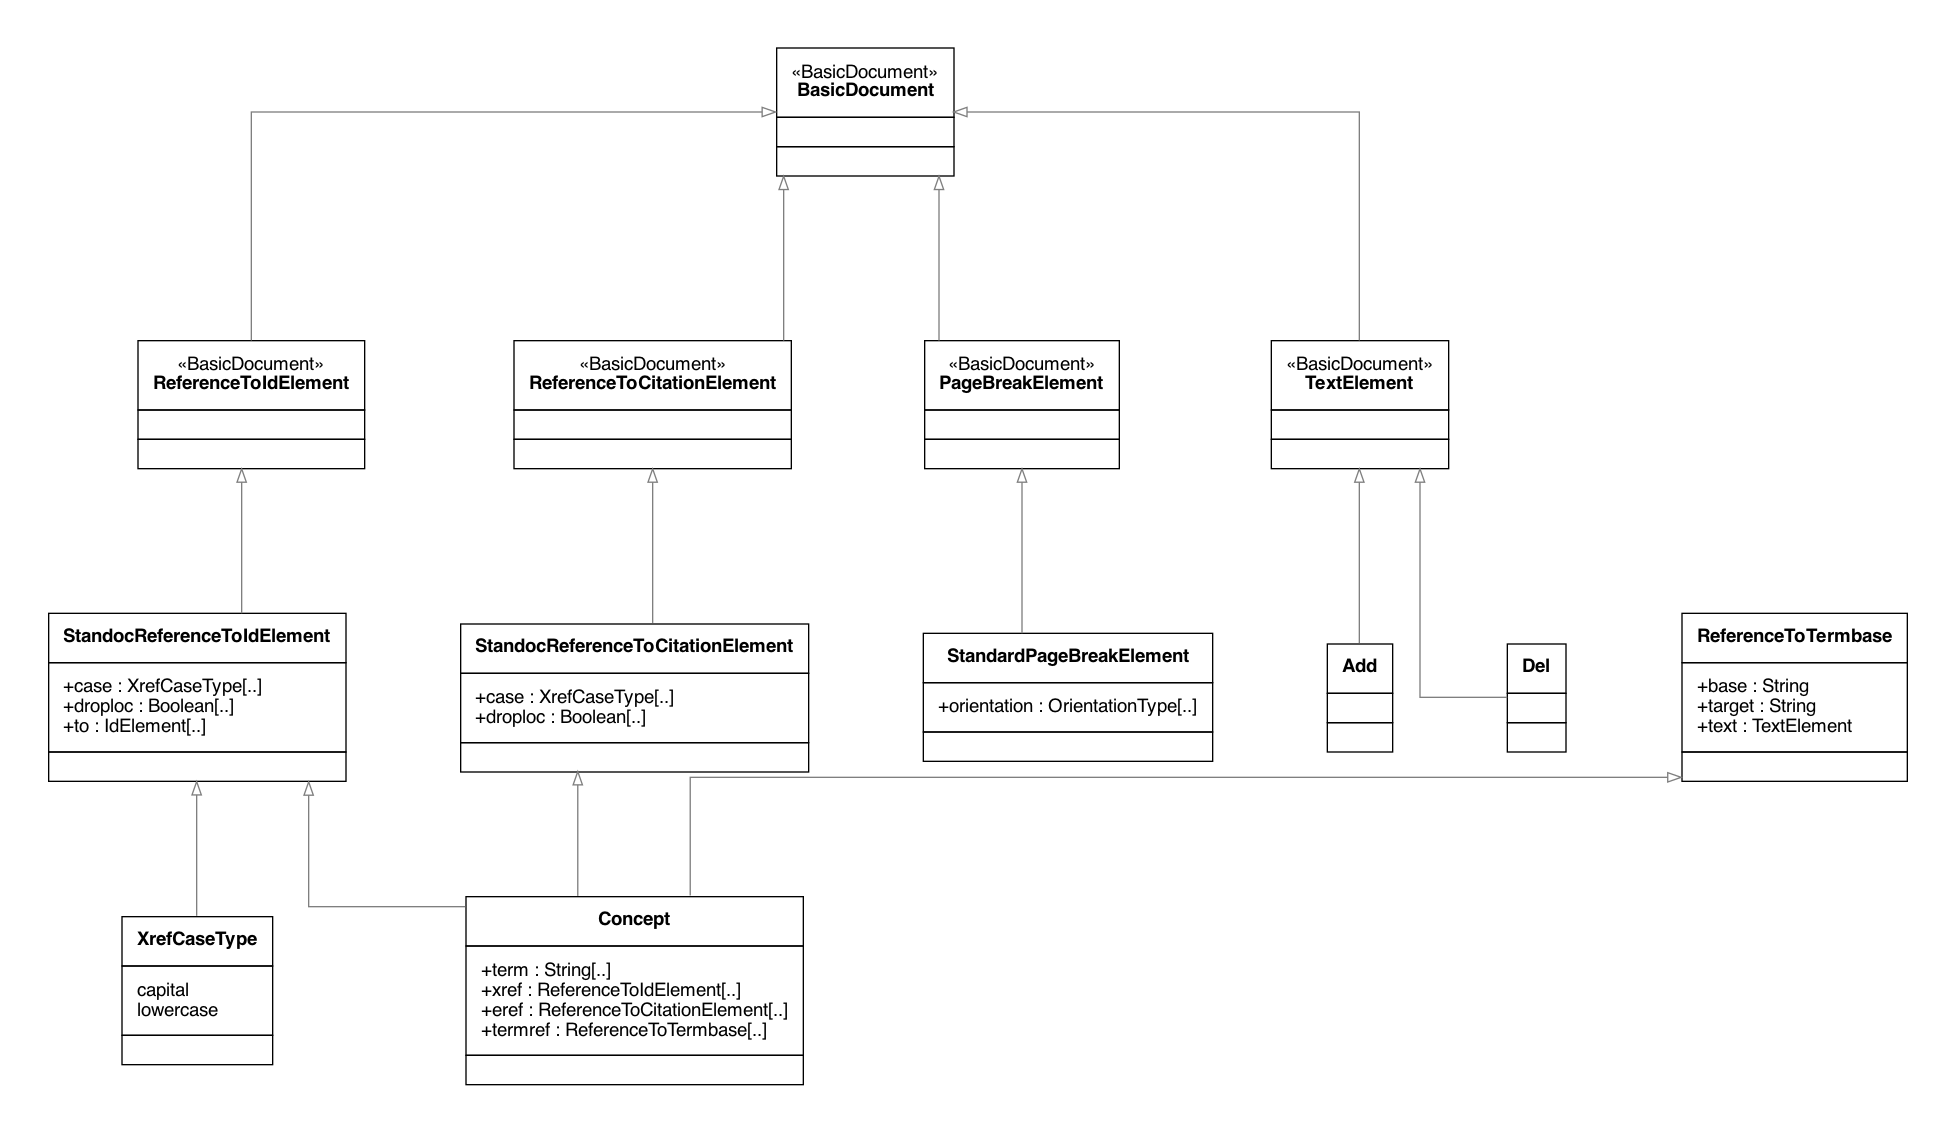 «BasicDocument»
BasicDocument
«BasicDocument»
ReferenceToIdElement
«BasicDocument»
ReferenceToCitationElement
«BasicDocument»
PageBreakElement
«BasicDocument»
TextElement
StandocReferenceToIdElement
+case : XrefCaseType[..]
+droploc : Boolean[..]
+to : IdElement[..]
StandocReferenceToCitationElement
+case : XrefCaseType[..]
+droploc : Boolean[..]
StandardPageBreakElement
+orientation : OrientationType[..]
Add
Del
ReferenceToTermbase
+base : String
+target : String
+text : TextElement
XrefCaseType
capital
lowercase
Concept
+term : String[..]
+xref : ReferenceToIdElement[..]
+eref : ReferenceToCitationElement[..]
+termref : ReferenceToTermbase[..]